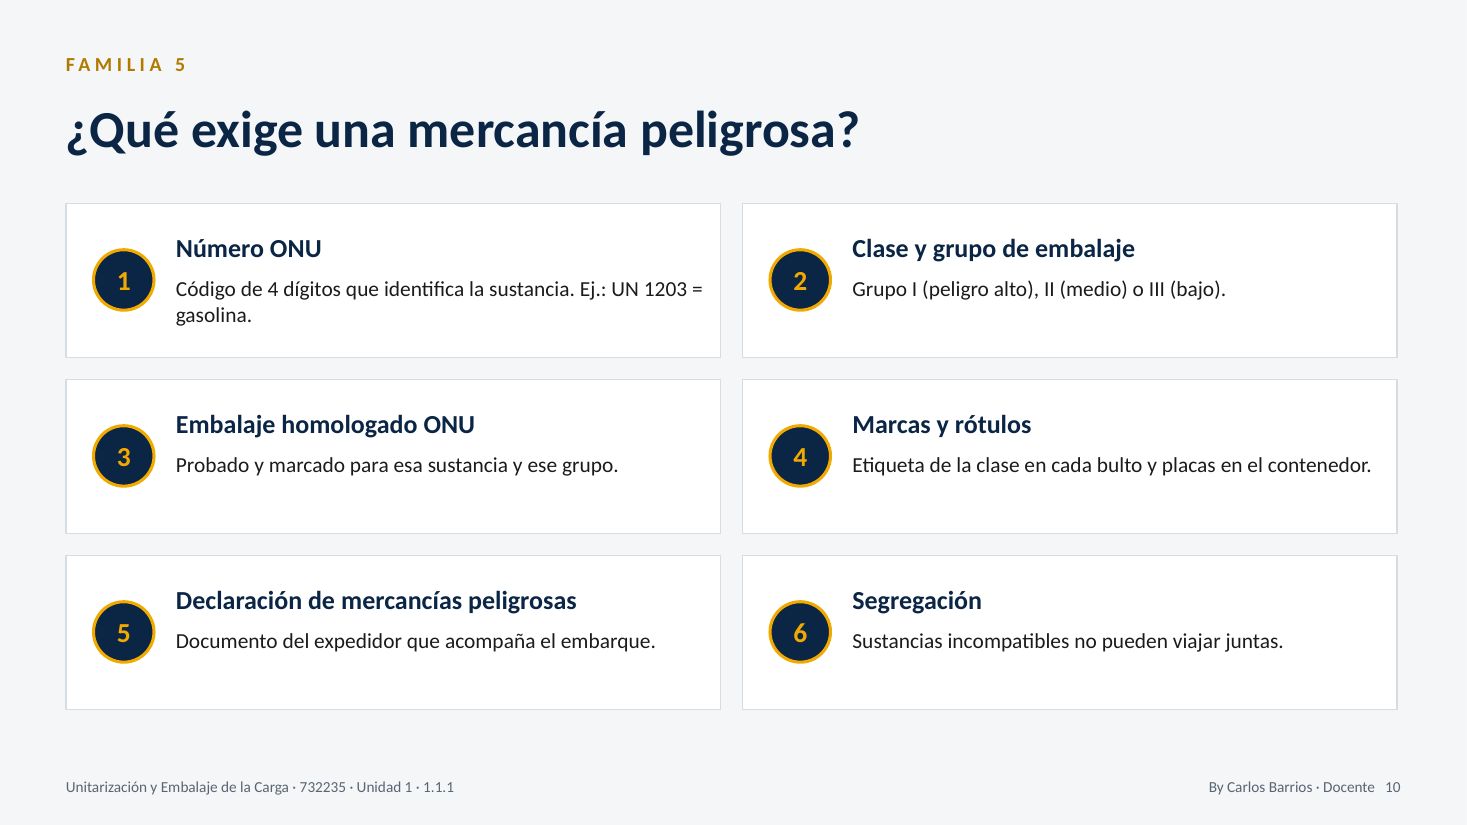 FAMILIA 5
¿Qué exige una mercancía peligrosa?
1
Número ONU
Código de 4 dígitos que identifica la sustancia. Ej.: UN 1203 =
gasolina.
2
Clase y grupo de embalaje
Grupo I (peligro alto), II (medio) o III (bajo).
3
Embalaje homologado ONU
Probado y marcado para esa sustancia y ese grupo.
4
Marcas y rótulos
Etiqueta de la clase en cada bulto y placas en el contenedor.
5
Declaración de mercancías peligrosas
Documento del expedidor que acompaña el embarque.
6
Segregación
Sustancias incompatibles no pueden viajar juntas.
Unitarización y Embalaje de la Carga · 732235 · Unidad 1 · 1.1.1
By Carlos Barrios · Docente 10